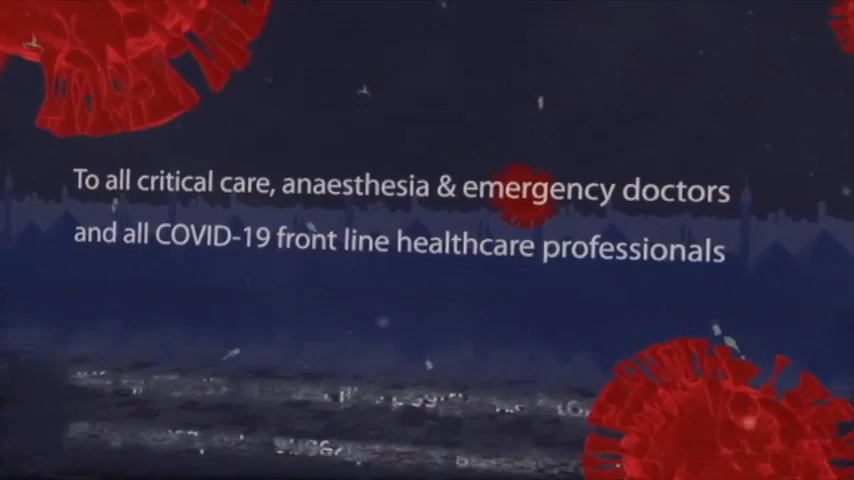 To all critical care, anaesthesia & emergency doctors
and all COVID-19 front line healthcare professionals